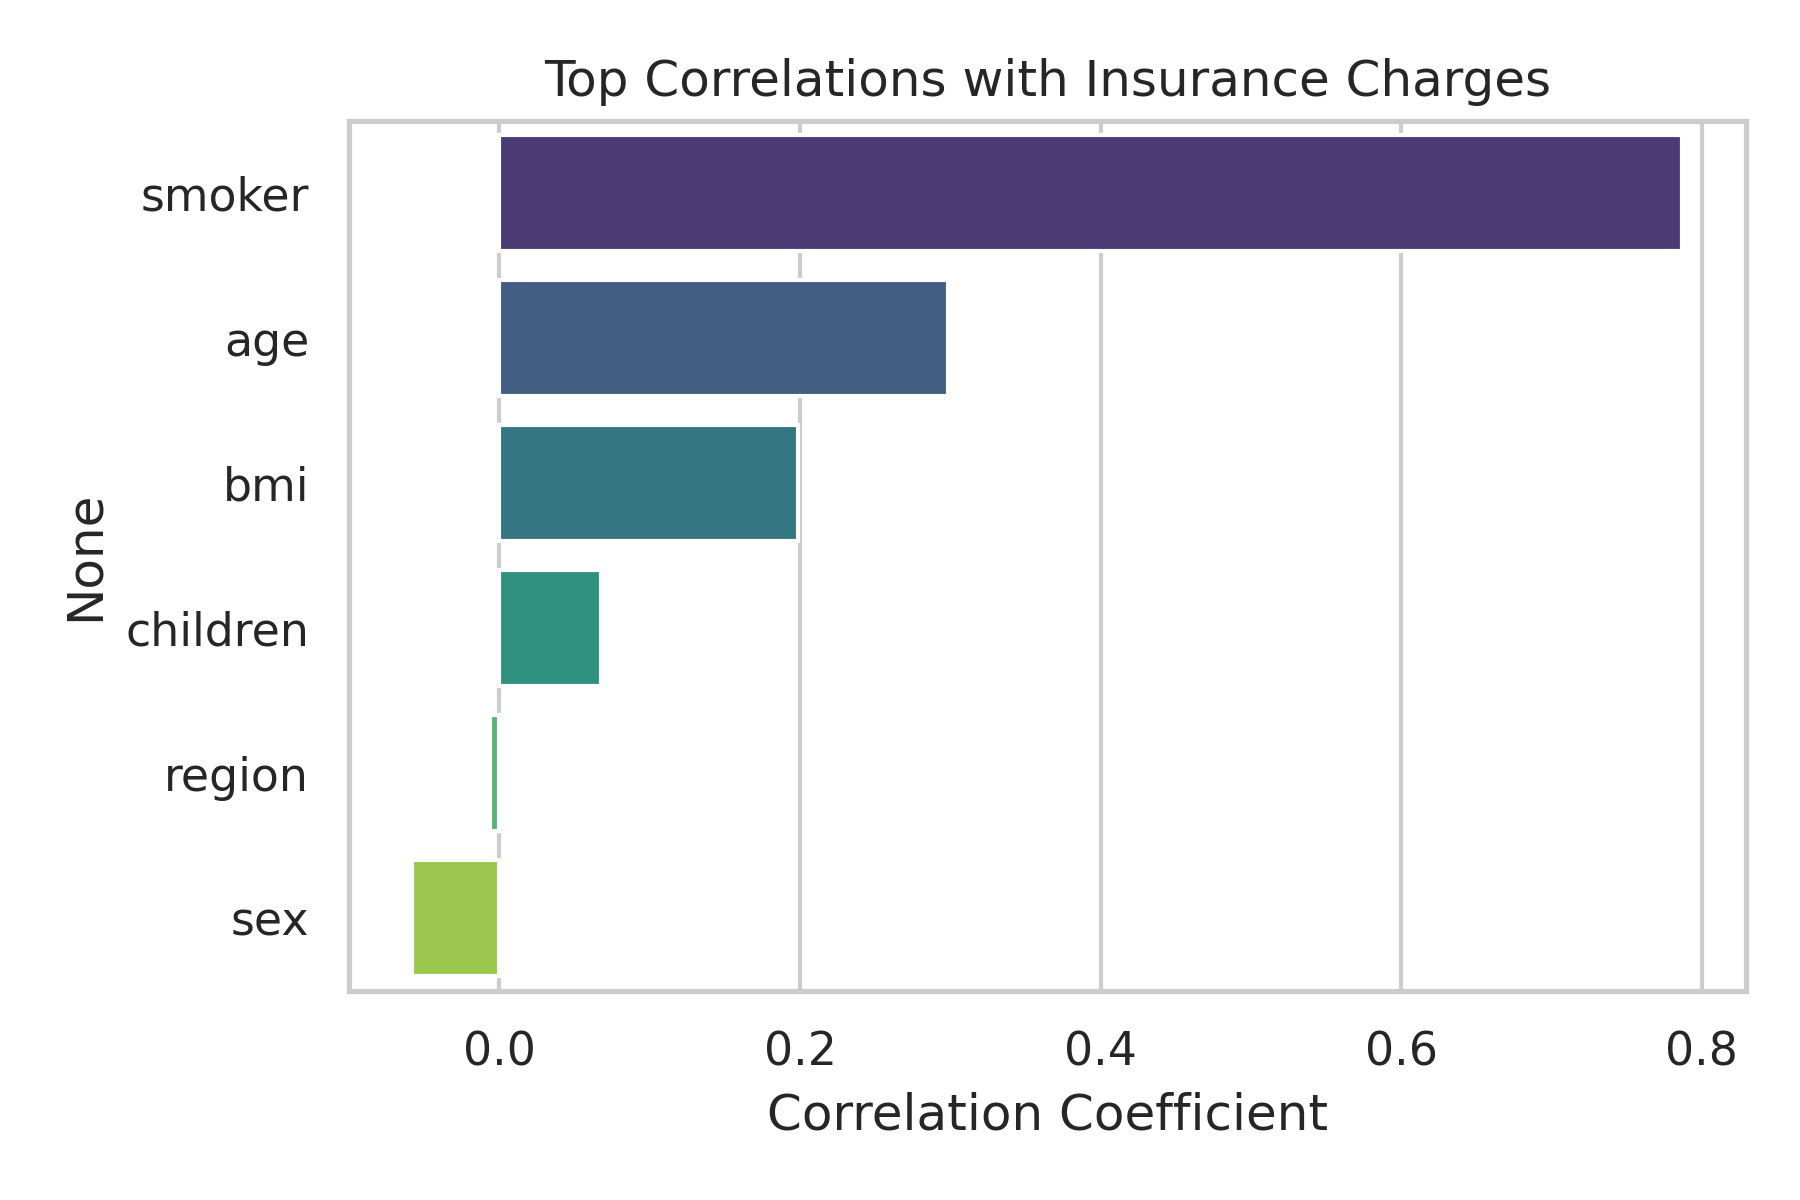 Top Correlations with Insurance Charges
smoker
age
bmi
children
region
sex
None
0.0 0.2 0.4 0.6 0.8
Correlation Coefficient